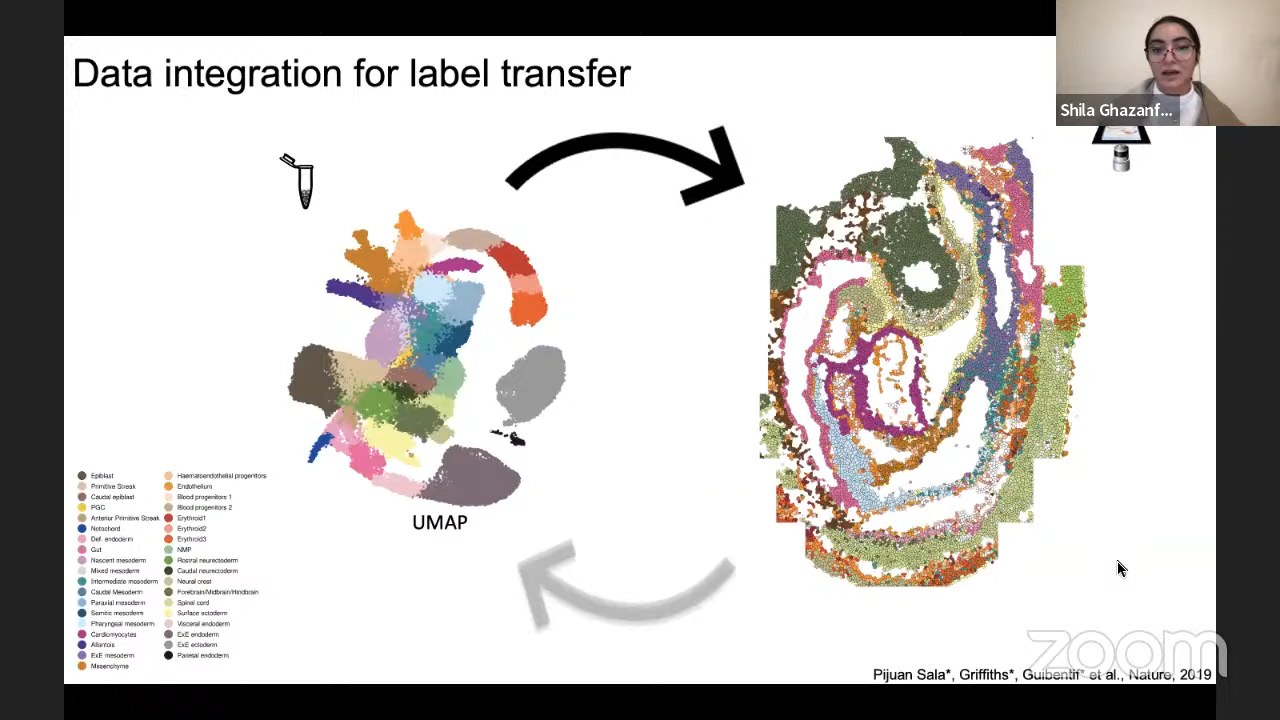 Data integration for label transfer
Shila Ghazanf...
Epiblast
Primitive Streak
Caudal epiblast
PGC
Anterior Primitive Streak
Notochord
Def. endoderm
Gut
Nascent mesoderm
Mixed mesoderm
Intermediate mesoderm
Caudal Mesoderm
Paraxial mesoderm
Somitic mesoderm
Pharyngeal mesoderm
Cardiomyocytes
Allantois
ExE mesoderm
Mesenchyme
Haematoendothelial progenitors
Endothelium
Blood progenitors 1
Blood progenitors 2
Erythroid1
Erythroid2
Erythroid3
NMP
Rostral neurectoderm
Caudal neurectoderm
Neural crest
Forebrain/Midbrain/Hindbrain
Spinal cord
Surface ectoderm
Visceral endoderm
ExE endoderm
ExE ectoderm
Parietal endoderm
UMAP
zoom
Pijuan Sala*, Griffiths*, Guibentif* et al., Nature, 2019